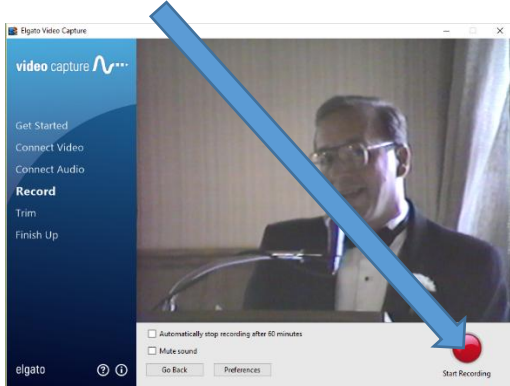 Elgato Video Capture
video capture
Get Started
Connect Video
Connect Audio
Record
Trim
Finish Up
Automatically stop recording after 60 minutes
Mute sound
Go Back
Preferences
Start Recording
elgato